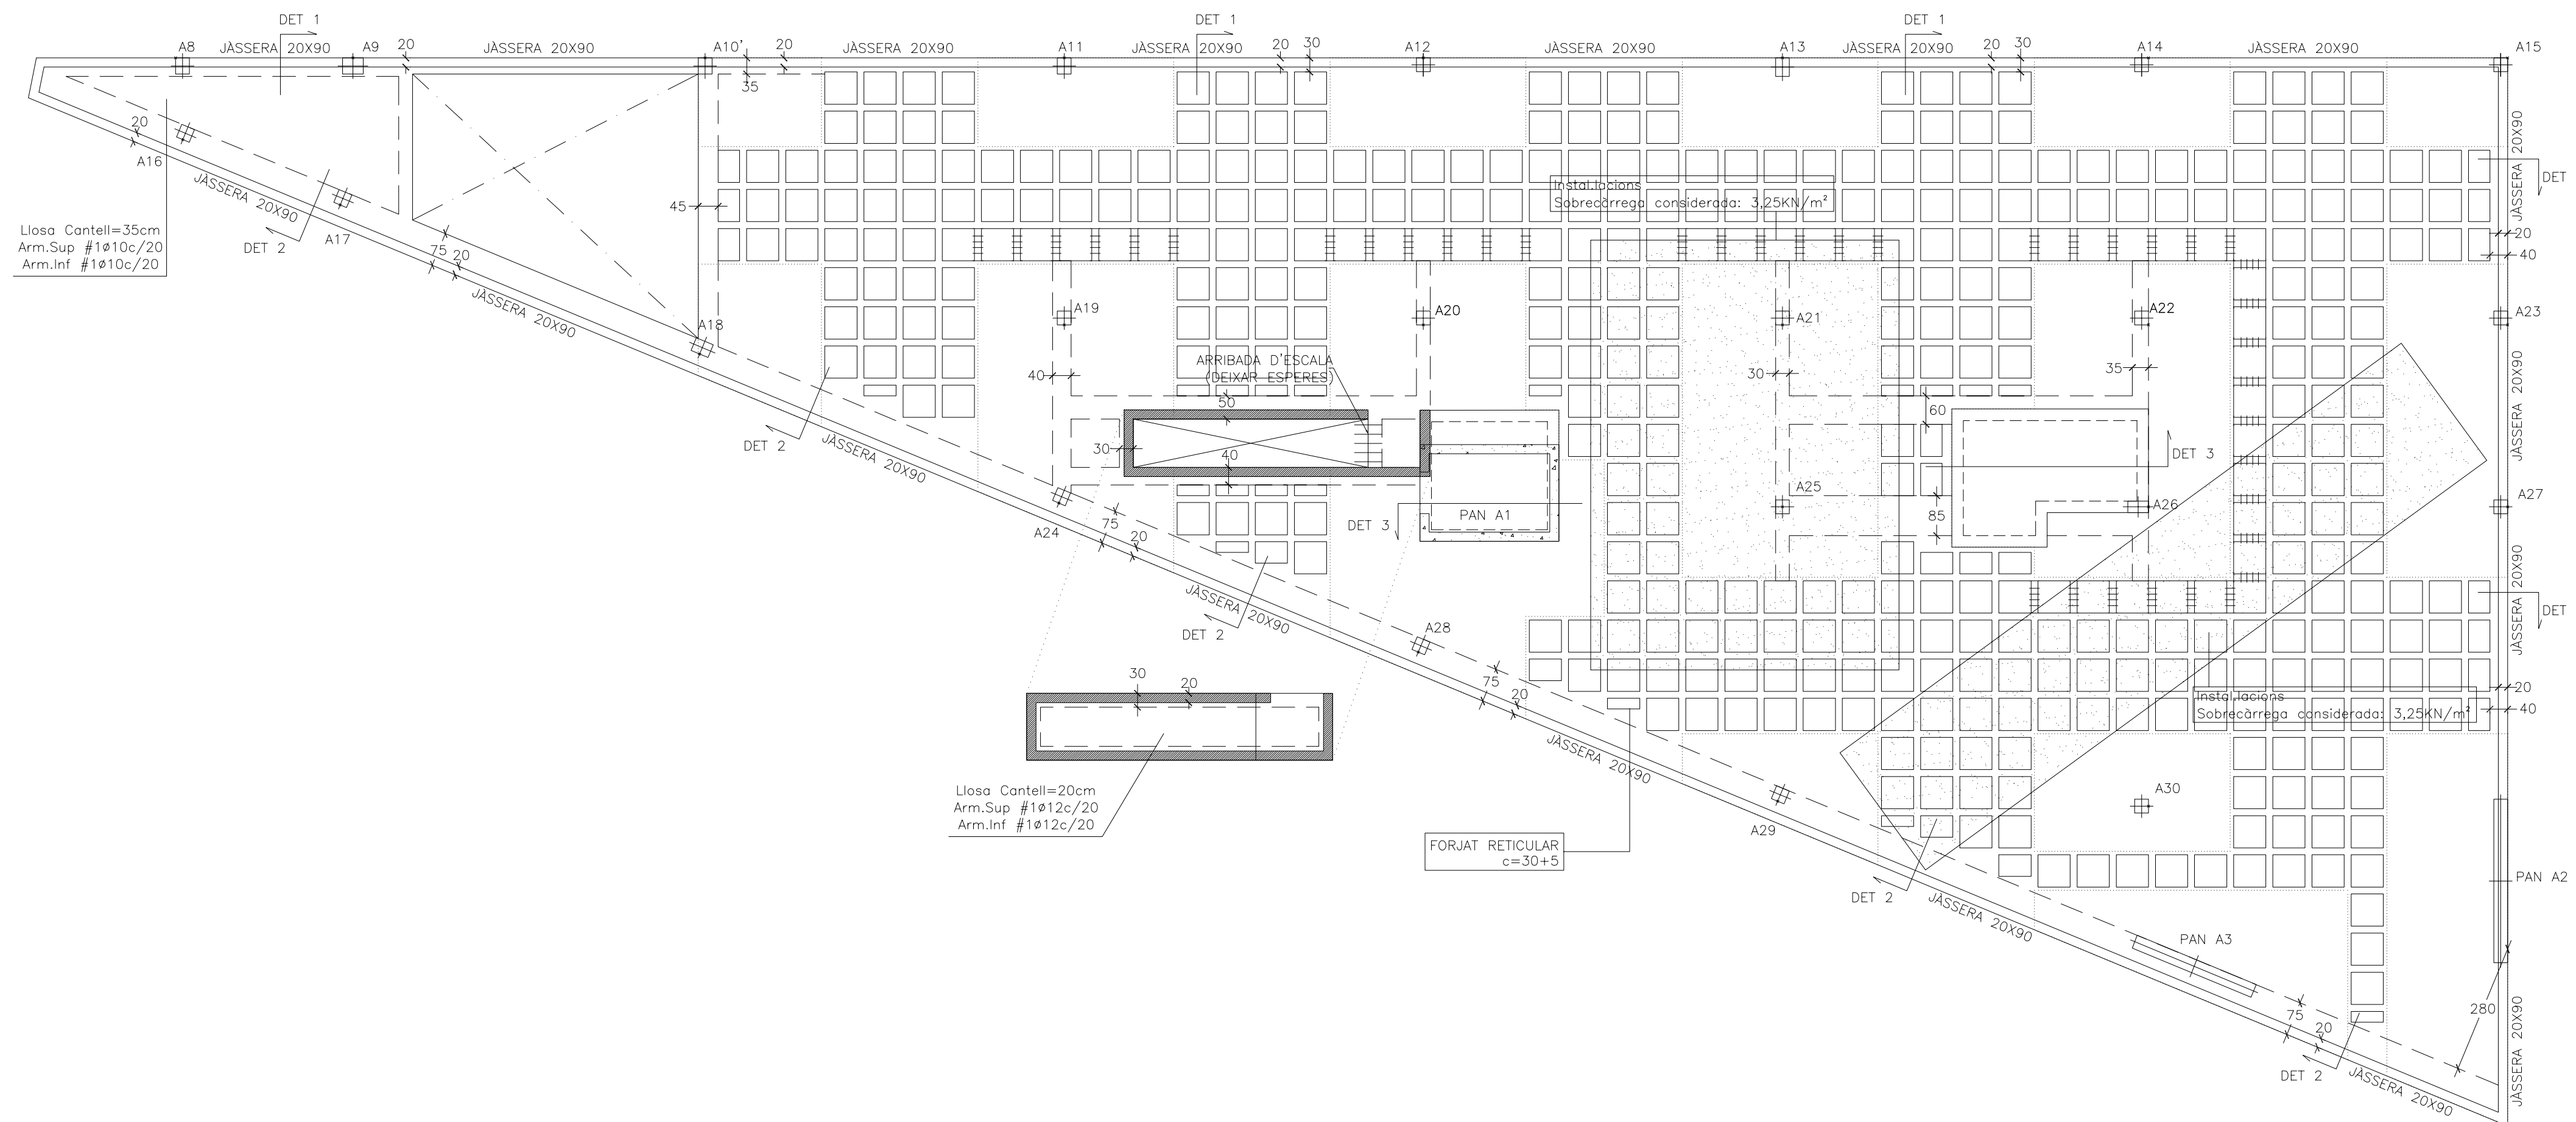 DET 1
DET 1
DET 1
A8
JÀSSERA 20X90
A9
20
JÀSSERA 20X90
A10'
20
JÀSSERA 20X90
A11
JÀSSERA 20X90
20
30
A12
JÀSSERA 20X90
A13
JÀSSERA 20X90
20
30
A14
JÀSSERA 20X90
A15
35
20
A16
JÀSSERA 20X90
A17
DET 2
Llosa Cantell=35cm
Arm.Sup #1ø10c/20
Arm.Inf #1ø10c/20
75
20
JÀSSERA 20X90
45
Instal.lacions
Sobrecàrrega considerada: 3,25KN/m²
JÀSSERA 20X90
DET
20
40
A18
A19
A20
A21
A22
A23
ARRIBADA D'ESCALA
(DEIXAR ESPERES)
40
30
35
50
60
JÀSSERA 20X90
DET 2
JÀSSERA 20X90
30
40
DET 3
A24
75
20
DET 3
PAN A1
A25
85
A26
A27
JÀSSERA 20X90
DET 2
JÀSSERA 20X90
DET
A28
75
20
30
20
Instal.lacions
Sobrecàrrega considerada: 3,25KN/m²
20
40
JÀSSERA 20X90
Llosa Cantell=20cm
Arm.Sup #1ø12c/20
Arm.Inf #1ø12c/20
A29
A30
FORJAT RETICULAR
c=30+5
DET 2
JÀSSERA 20X90
PAN A2
PAN A3
75
20
280
DET 2
JÀSSERA 20X90
JÀSSERA 20X90